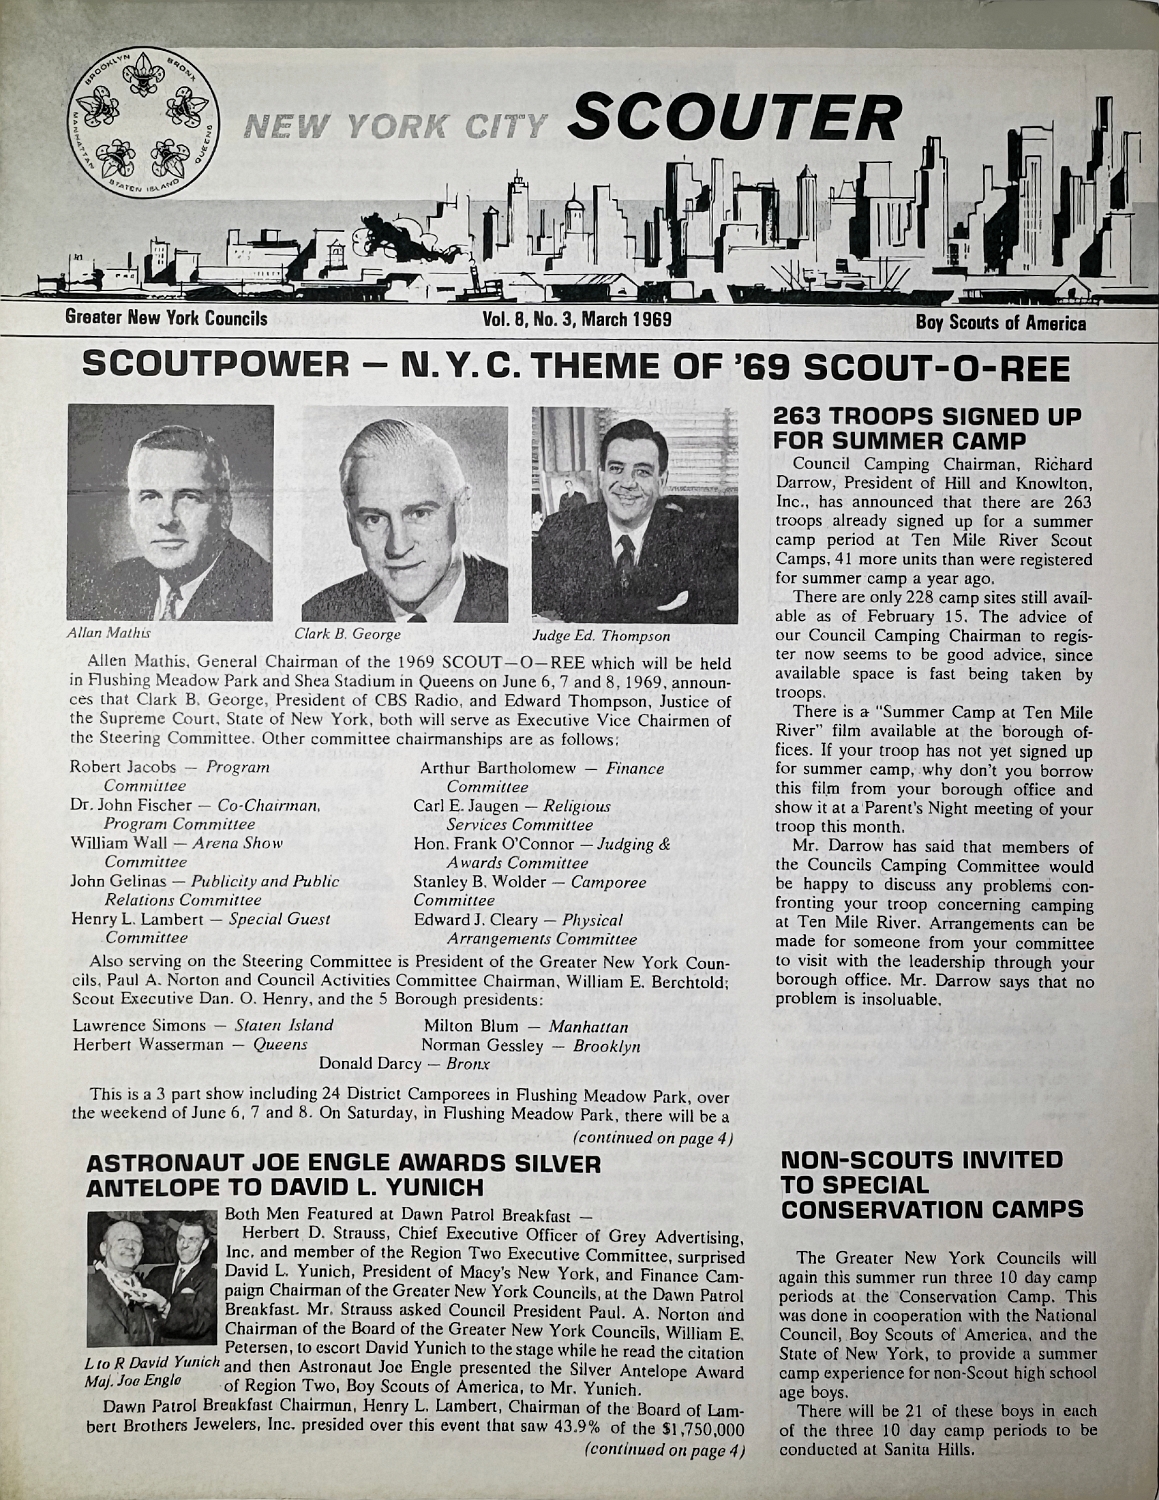 BROOKLYN
BRONX
MANHATTAN
QUEENS
STATEN ISLAND
NEW YORK CITY SCOUTER
Greater New York Councils
Vol. 8, No. 3, March 1969
Boy Scouts of America
SCOUTPOWER — N.Y.C. THEME OF '69 SCOUT-O-REE
Allan Mathis
Clark B. George
Judge Ed. Thompson
Allen Mathis, General Chairman of the 1969 SCOUT—O—REE which will be held
in Flushing Meadow Park and Shea Stadium in Queens on June 6, 7 and 8, 1969, announ-
ces that Clark B. George, President of CBS Radio, and Edward Thompson, Justice of
the Supreme Court, State of New York, both will serve as Executive Vice Chairmen of
the Steering Committee. Other committee chairmanships are as follows:
Robert Jacobs — Program
Committee
Dr. John Fischer — Co-Chairman,
Program Committee
William Wall — Arena Show
Committee
John Gelinas — Publicity and Public
Relations Committee
Henry L. Lambert — Special Guest
Committee
Arthur Bartholomew — Finance
Committee
Carl E. Jaugen — Religious
Services Committee
Hon. Frank O'Connor — Judging &
Awards Committee
Stanley B. Wolder — Camporee
Committee
Edward J. Cleary — Physical
Arrangements Committee
Also serving on the Steering Committee is President of the Greater New York Coun-
cils, Paul A. Norton and Council Activities Committee Chairman, William E. Berchtold;
Scout Executive Dan. O. Henry, and the 5 Borough presidents:
Lawrence Simons — Staten Island
Herbert Wasserman — Queens
Milton Blum — Manhattan
Norman Gessley — Brooklyn
Donald Darcy — Bronx
This is a 3 part show including 24 District Camporees in Flushing Meadow Park, over
the weekend of June 6, 7 and 8. On Saturday, in Flushing Meadow Park, there will be a
(continued on page 4)
263 TROOPS SIGNED UP
FOR SUMMER CAMP
Council Camping Chairman, Richard
Darrow, President of Hill and Knowlton,
Inc., has announced that there are 263
troops already signed up for a summer
camp period at Ten Mile River Scout
Camps, 41 more units than were registered
for summer camp a year ago.
There are only 228 camp sites still avail-
able as of February 15. The advice of
our Council Camping Chairman to regis-
ter now seems to be good advice, since
available space is fast being taken by
troops.
There is a "Summer Camp at Ten Mile
River" film available at the borough of-
fices. If your troop has not yet signed up
for summer camp, why don't you borrow
this film from your borough office and
show it at a Parent's Night meeting of your
troop this month.
Mr. Darrow has said that members of
the Councils Camping Committee would
be happy to discuss any problems con-
fronting your troop concerning camping
at Ten Mile River. Arrangements can be
made for someone from your committee
to visit with the leadership through your
borough office. Mr. Darrow says that no
problem is insoluable.
ASTRONAUT JOE ENGLE AWARDS SILVER
ANTELOPE TO DAVID L. YUNICH
Both Men Featured at Dawn Patrol Breakfast —
Herbert D. Strauss, Chief Executive Officer of Grey Advertising,
Inc. and member of the Region Two Executive Committee, surprised
David L. Yunich, President of Macy's New York, and Finance Cam-
paign Chairman of the Greater New York Councils, at the Dawn Patrol
Breakfast. Mr. Strauss asked Council President Paul. A. Norton and
Chairman of the Board of the Greater New York Councils, William E.
Petersen, to escort David Yunich to the stage while he read the citation
and then Astronaut Joe Engle presented the Silver Antelope Award
of Region Two, Boy Scouts of America, to Mr. Yunich.
L to R David Yunich
Maj. Joe Engle
Dawn Patrol Breakfast Chairman, Henry L. Lambert, Chairman of the Board of Lam-
bert Brothers Jewelers, Inc. presided over this event that saw 43.9% of the $1,750,000
(continued on page 4)
NON-SCOUTS INVITED
TO SPECIAL
CONSERVATION CAMPS
The Greater New York Councils will
again this summer run three 10 day camp
periods at the Conservation Camp. This
was done in cooperation with the National
Council, Boy Scouts of America, and the
State of New York, to provide a summer
camp experience for non-Scout high school
age boys.
There will be 21 of these boys in each
of the three 10 day camp periods to be
conducted at Sanita Hills.